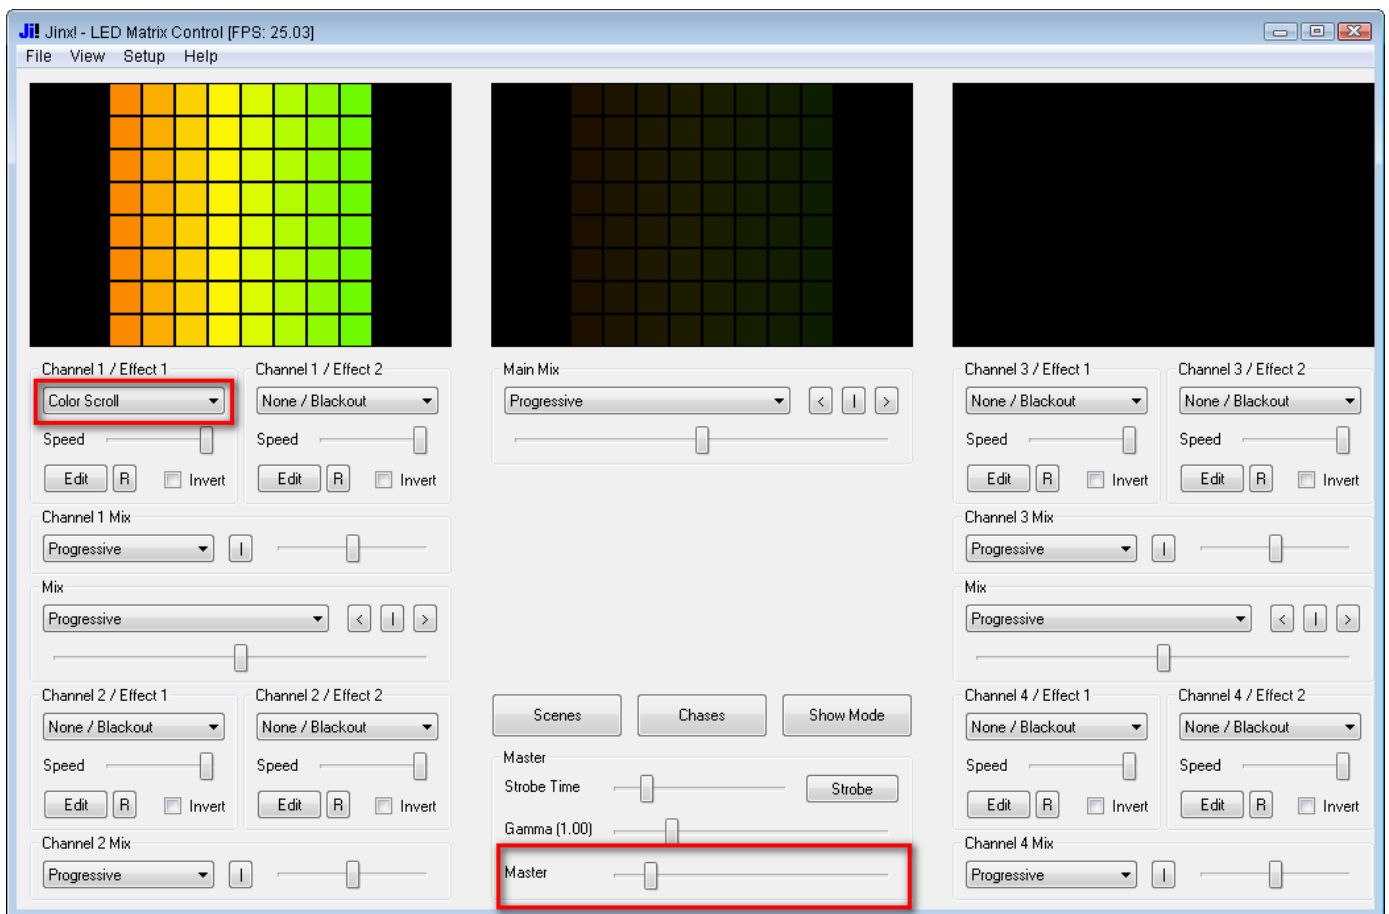 Ji! Jinx! - LED Matrix Control [FPS: 25.03]
File View Setup Help
Channel 1 / Effect 1
Color Scroll
Speed
Edit R Invert
Channel 1 / Effect 2
None / Blackout
Speed
Edit R Invert
Channel 1 Mix
Progressive I
Mix
Progressive < I >
Channel 2 / Effect 1
None / Blackout
Speed
Edit R Invert
Channel 2 / Effect 2
None / Blackout
Speed
Edit R Invert
Channel 2 Mix
Progressive I
Main Mix
Progressive < I >
Scenes Chases Show Mode
Master
Strobe Time Strobe
Gamma (1.00)
Master
Channel 3 / Effect 1
None / Blackout
Speed
Edit R Invert
Channel 3 / Effect 2
None / Blackout
Speed
Edit R Invert
Channel 3 Mix
Progressive I
Mix
Progressive < I >
Channel 4 / Effect 1
None / Blackout
Speed
Edit R Invert
Channel 4 / Effect 2
None / Blackout
Speed
Edit R Invert
Channel 4 Mix
Progressive I